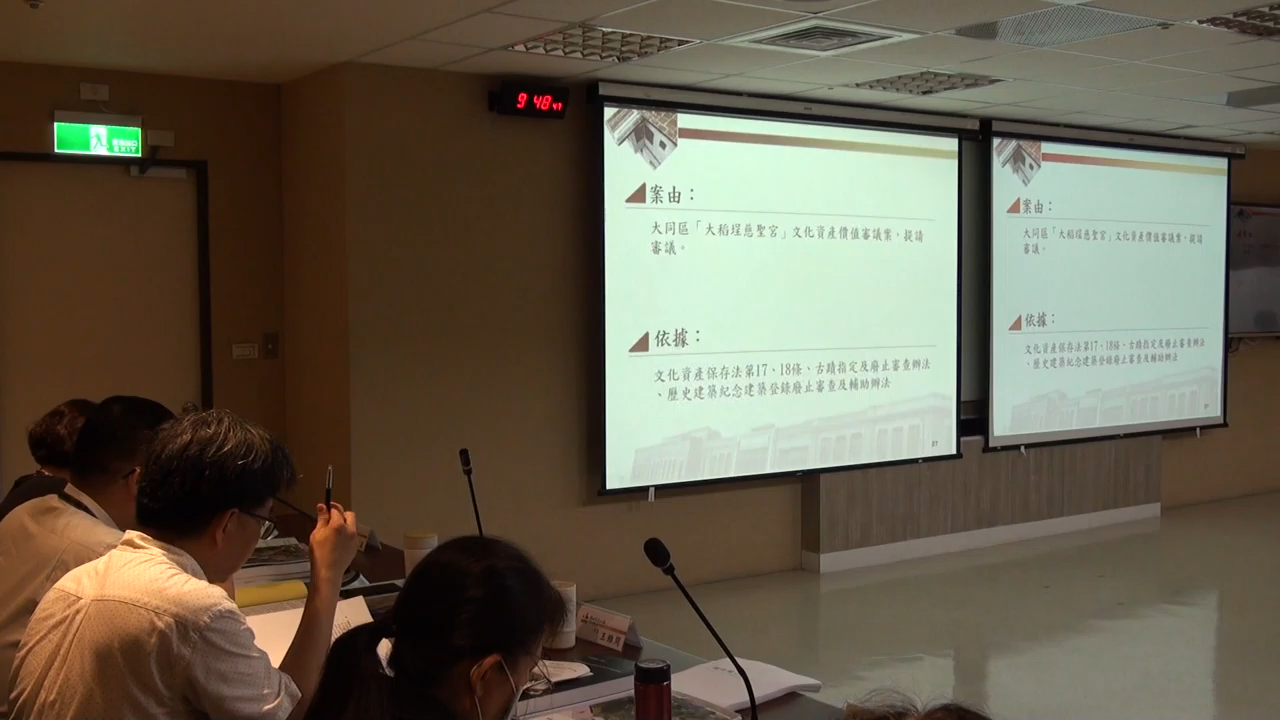 EXIT
9 48 47
案由：
大同區「大稻埕慈聖宮」文化資產價值審議案，提請
審議。
依據：
文化資產保存法第17、18條、古蹟指定及廢止審查辦法
、歷史建築紀念建築登錄廢止審查及輔助辦法
27
案由：
大同區「大稻埕慈聖宮」文化資產價值審議案，提請
審議。
依據：
文化資產保存法第17、18條、古蹟指定及廢止審查辦法
、歷史建築紀念建築登錄廢止審查及輔助辦法
27